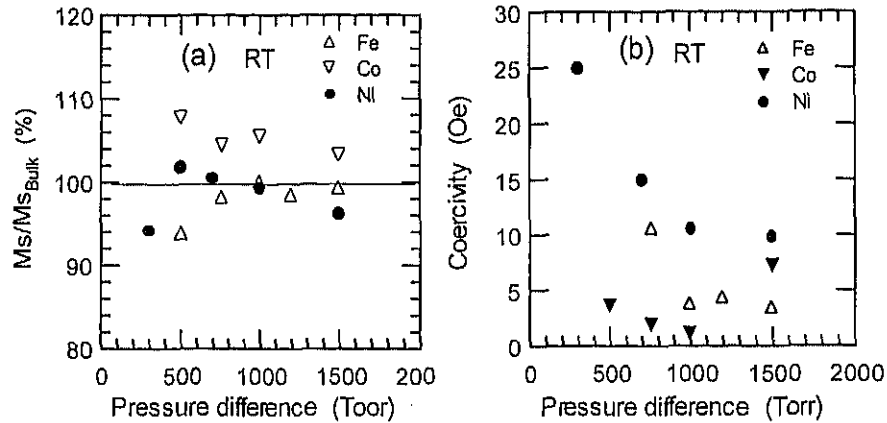 120
(a) RT
Fe
Co
Ni
110
100
90
80
Ms/Ms_Bulk (%)
0 500 1000 1500 200
Pressure difference (Toor)
30
(b) RT
Fe
Co
Ni
25
20
15
10
5
0
Coercivity (Oe)
0 500 1000 1500 2000
Pressure difference (Torr)